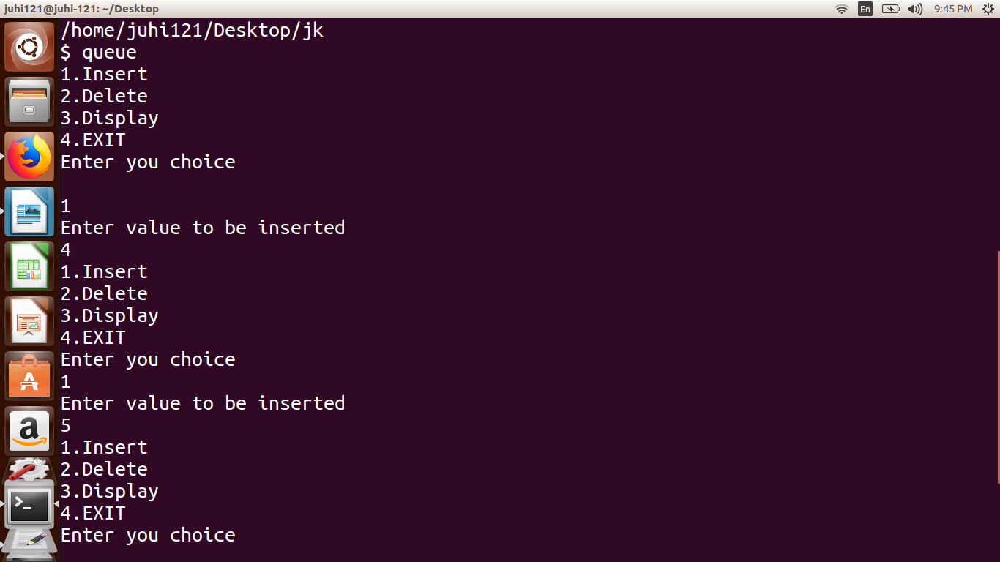 juhi121@juhi-121: ~/Desktop
En
9:45 PM
/home/juhi121/Desktop/jk
$ queue
1.Insert
2.Delete
3.Display
4.EXIT
Enter you choice
1
Enter value to be inserted
4
1.Insert
2.Delete
3.Display
4.EXIT
Enter you choice
1
Enter value to be inserted
5
1.Insert
2.Delete
3.Display
4.EXIT
Enter you choice